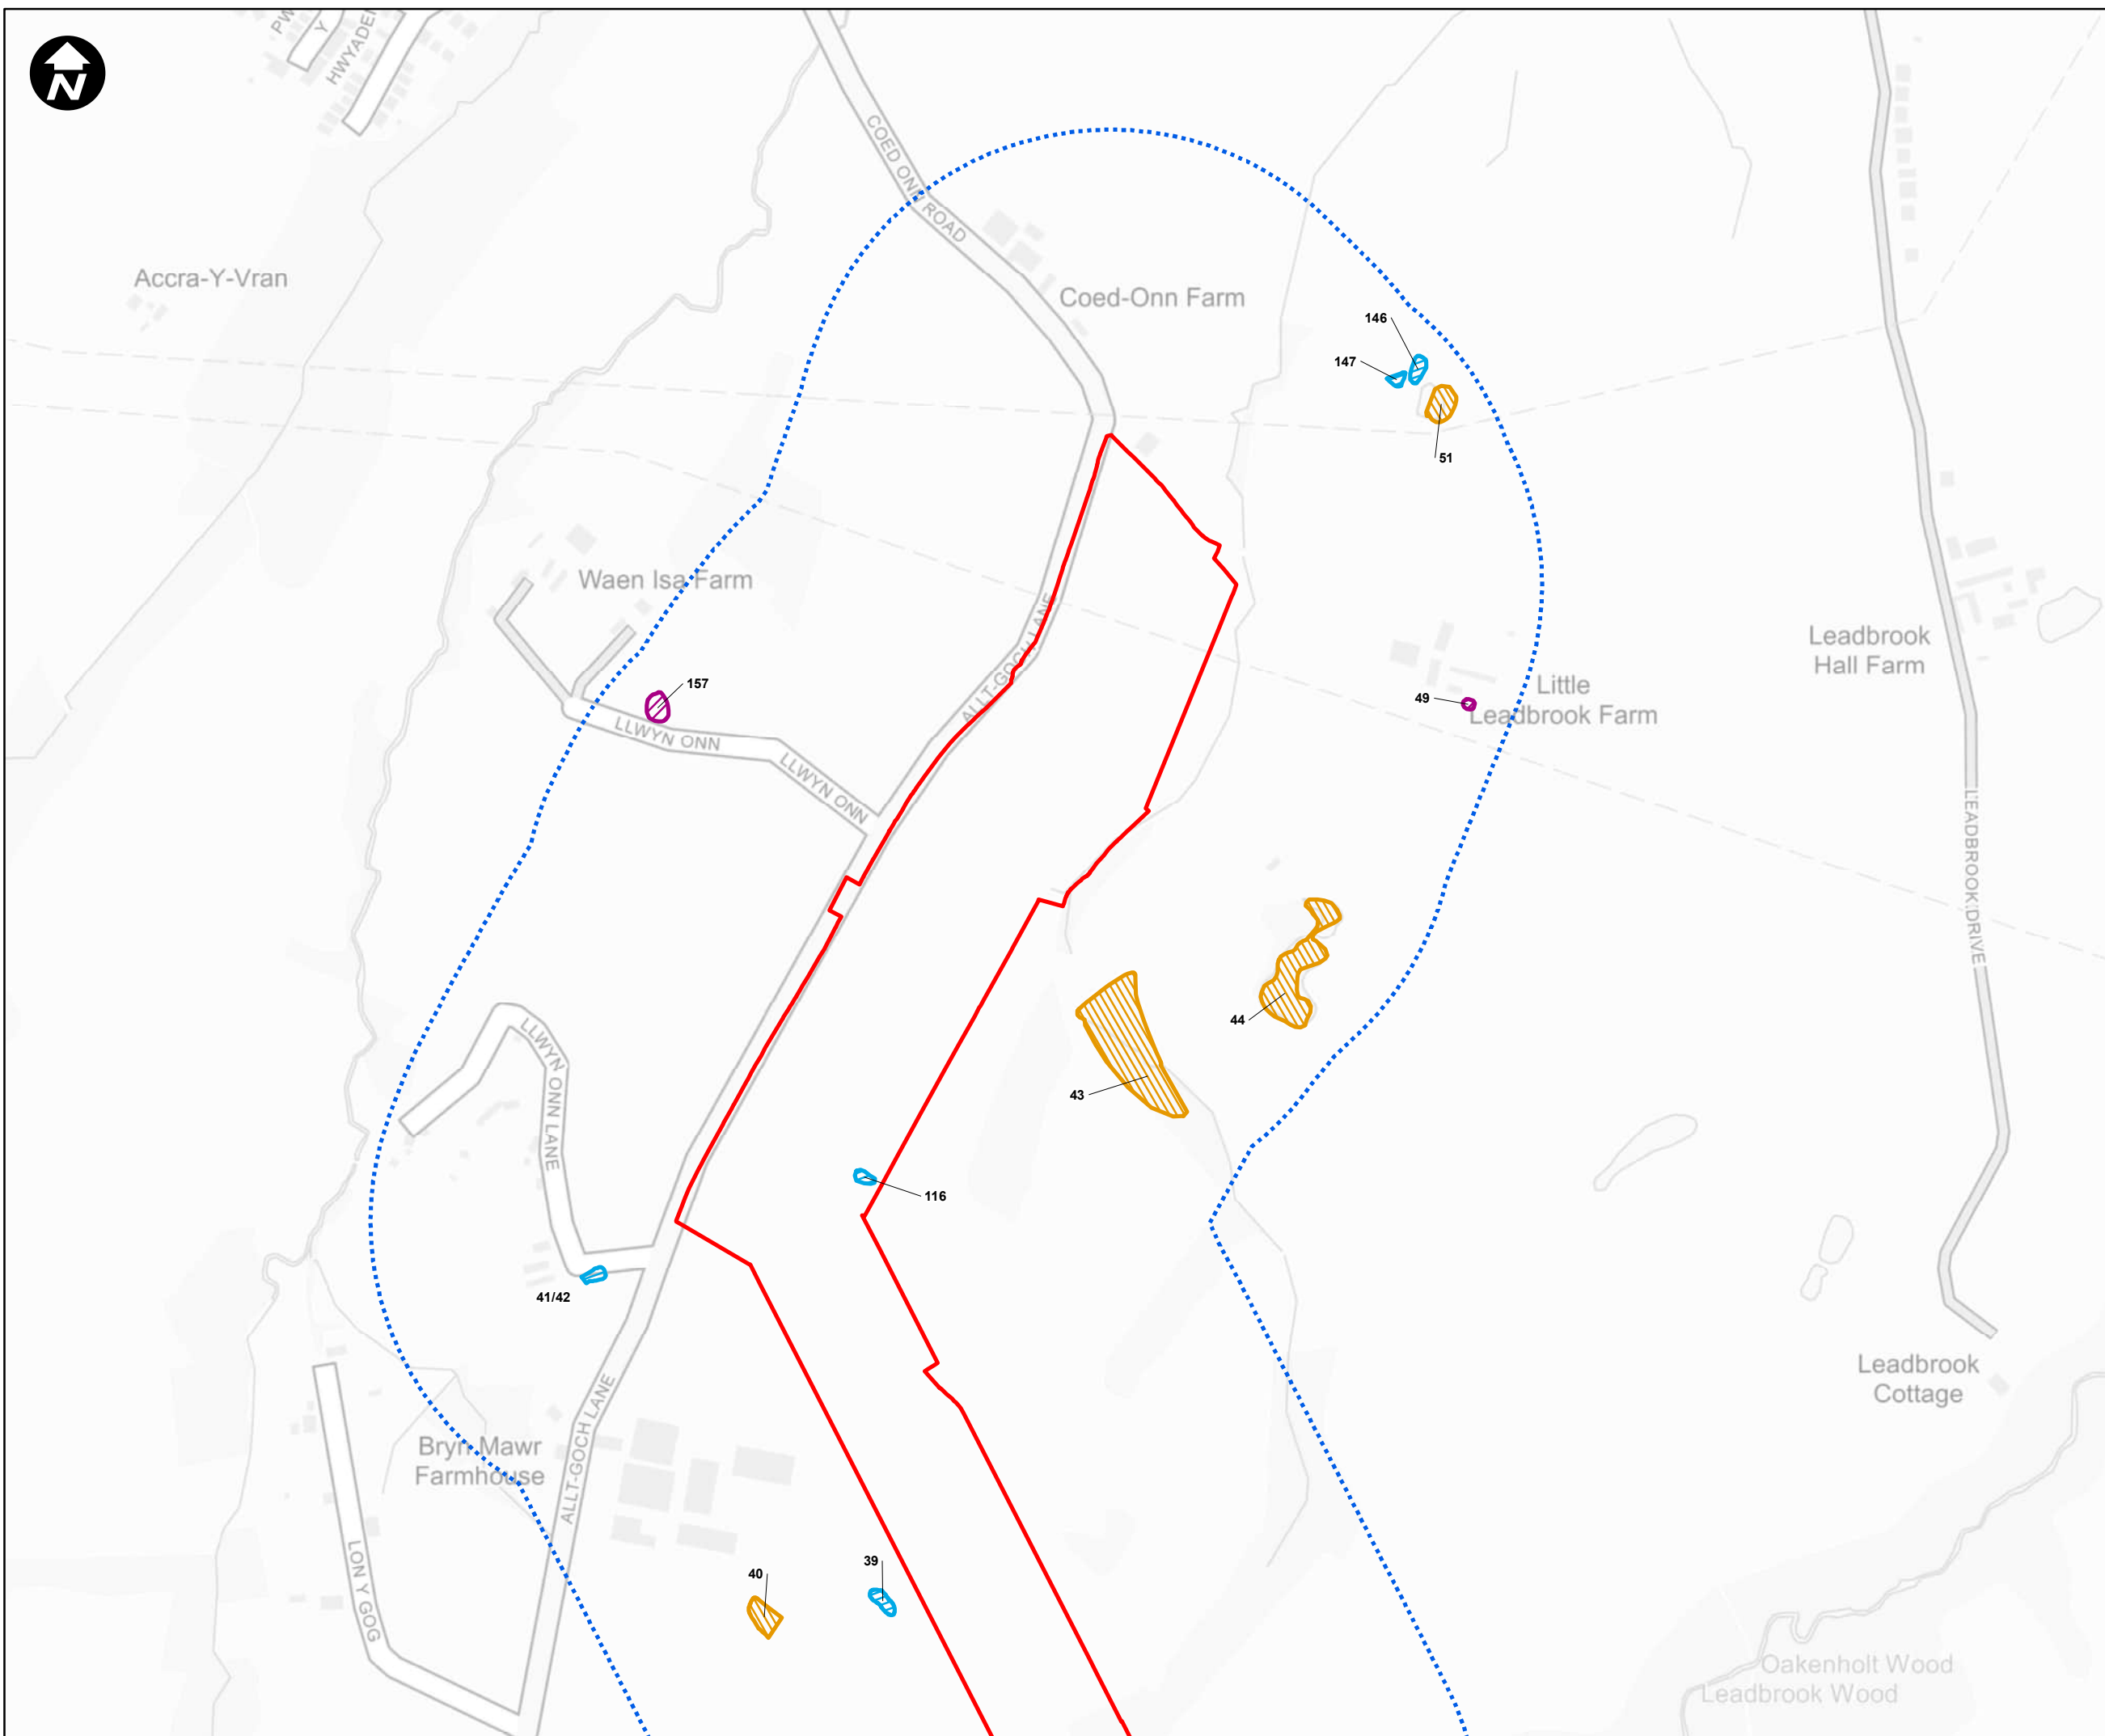 HWYADEN
N
COED ONN ROAD
Accra-Y-Vran
Coed-Onn Farm
146
147
51
Waen Isa Farm
ALLT-GOCH LANE
Leadbrook
Hall Farm
157
Little
Leadbrook Farm
49
LLWYN ONN
LLWYN ONN
LEADBROOK DRIVE
44
LLWYN ONN LANE
43
116
41/42
Leadbrook
Cottage
ALLT-GOCH LANE
Bryn Mawr
Farmhouse
LON Y GOG
39
40
Oakenholt Wood
Leadbrook Wood